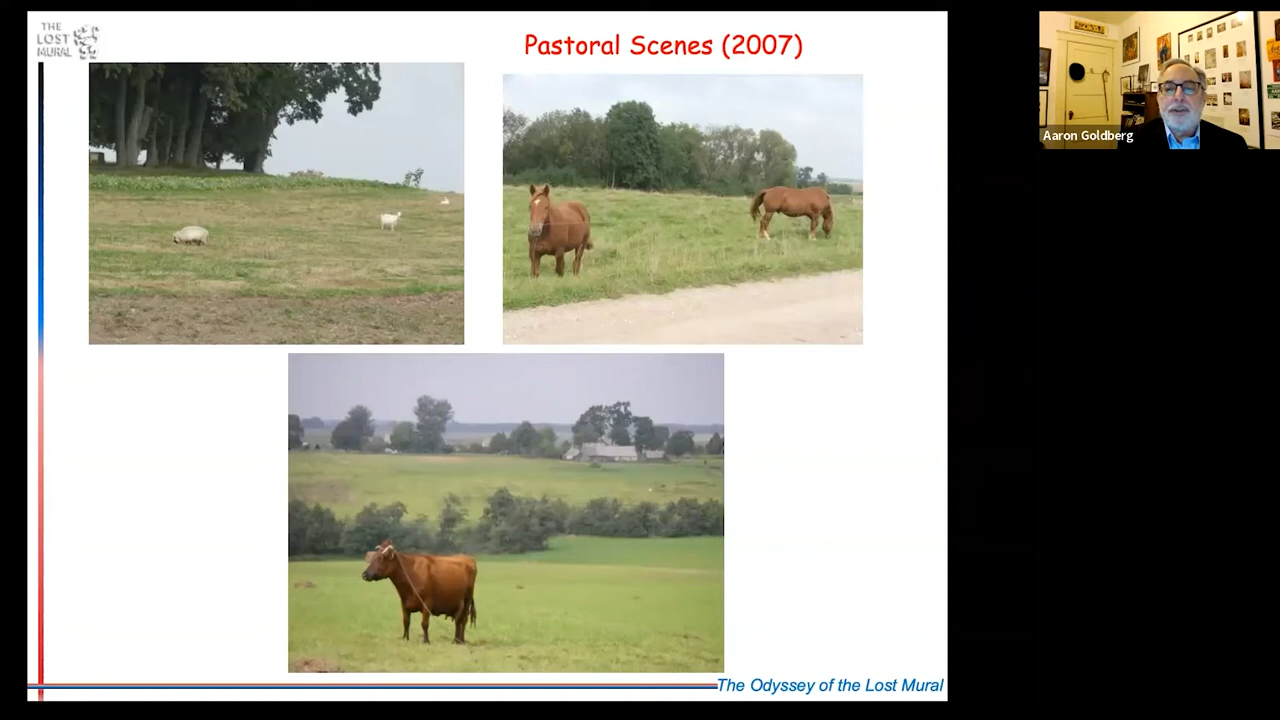 THE
LOST
MURAL
Pastoral Scenes (2007)
The Odyssey of the Lost Mural
Aaron Goldberg